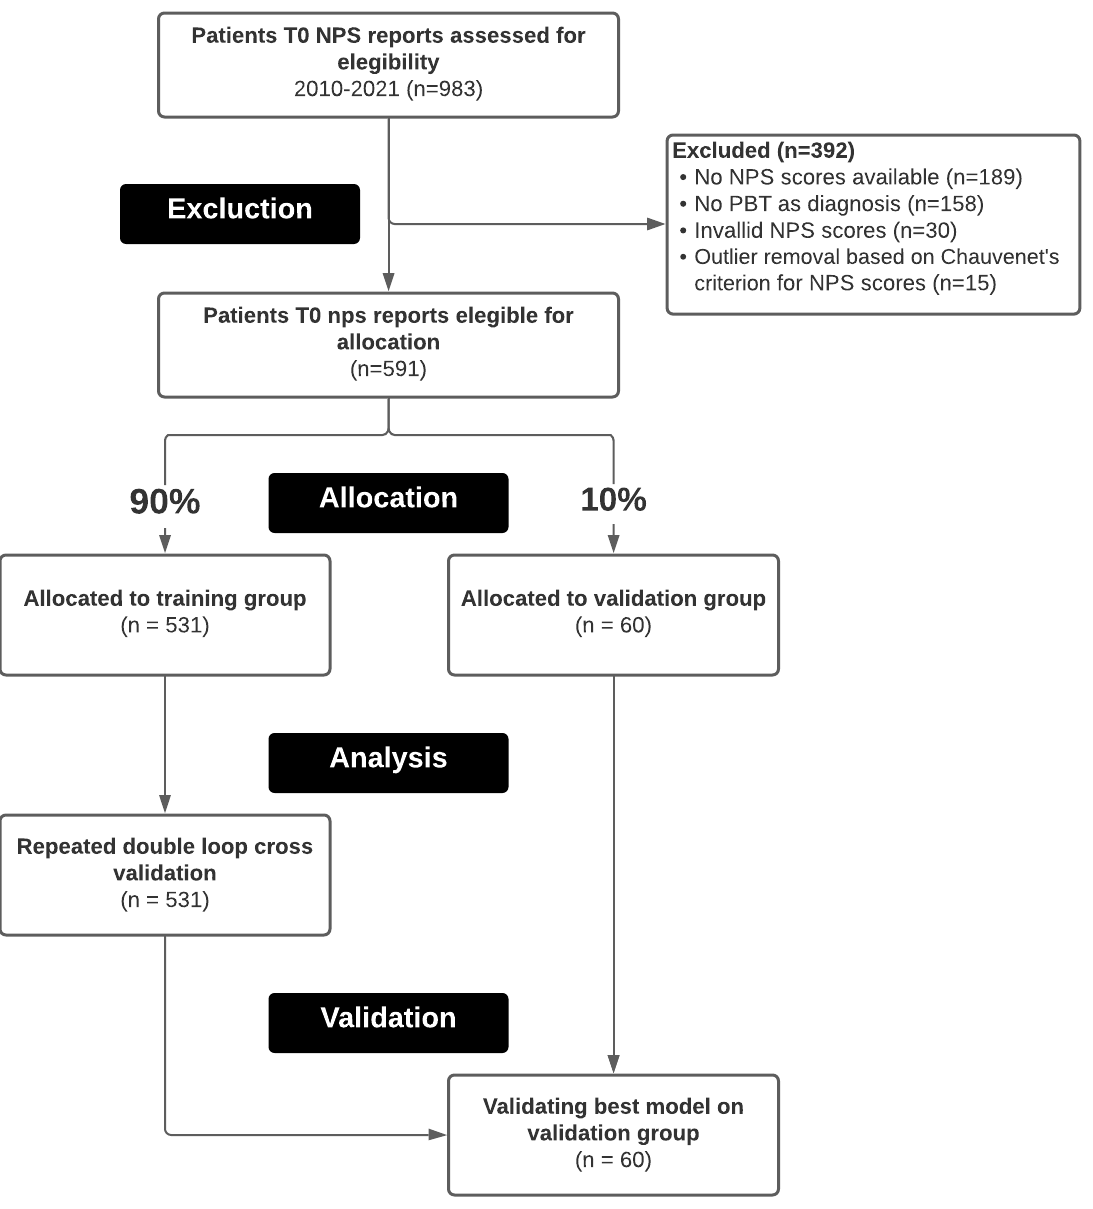 Patients T0 NPS reports assessed for
elegibility
2010-2021 (n=983)
Excluded (n=392)
• No NPS scores available (n=189)
• No PBT as diagnosis (n=158)
• Invallid NPS scores (n=30)
• Outlier removal based on Chauvenet's
criterion for NPS scores (n=15)
Excluction
Patients T0 nps reports elegible for
allocation
(n=591)
90%
Allocation
10%
Allocated to training group
(n = 531)
Allocated to validation group
(n = 60)
Analysis
Repeated double loop cross
validation
(n = 531)
Validation
Validating best model on
validation group
(n = 60)